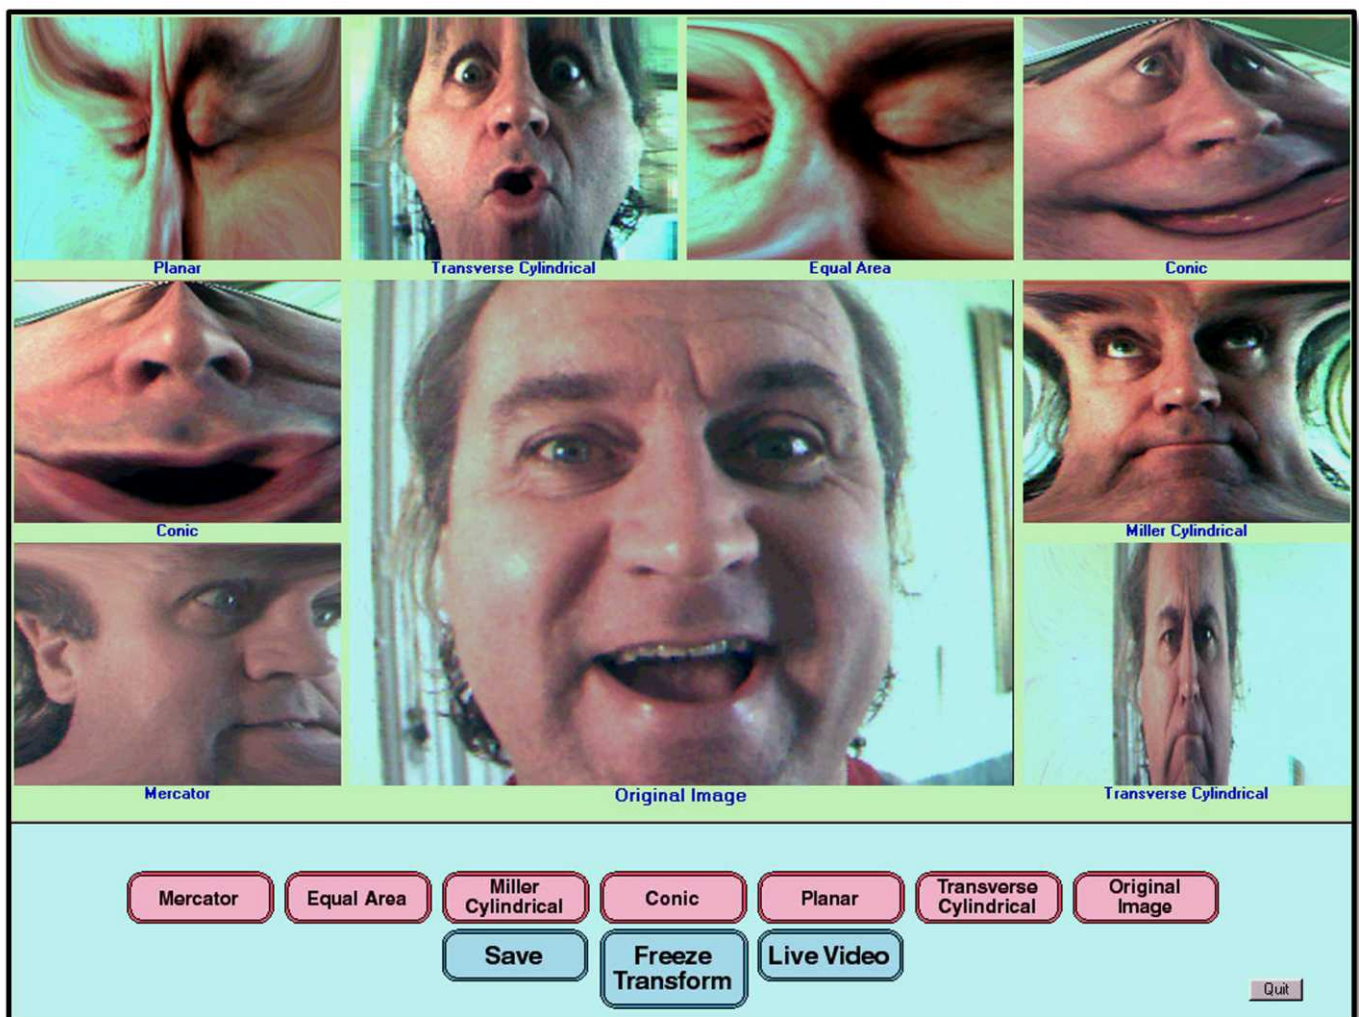 Planar
Transverse Cylindrical
Equal Area
Conic
Conic
Miller Cylindrical
Mercator
Original Image
Transverse Cylindrical
Mercator
Equal Area
Miller
Cylindrical
Conic
Planar
Transverse
Cylindrical
Original
Image
Save
Freeze
Transform
Live Video
Quit